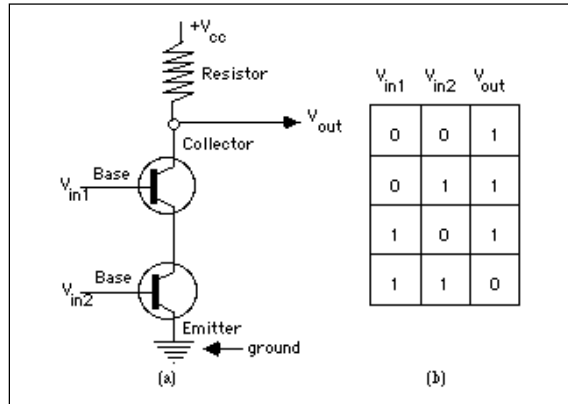 +Vcc
Resistor
Vout
Collector
Base
Vin1
Base
Vin2
Emitter
ground
(a)
Vin1 Vin2 Vout
0 0 1
0 1 1
1 0 1
1 1 0
(b)